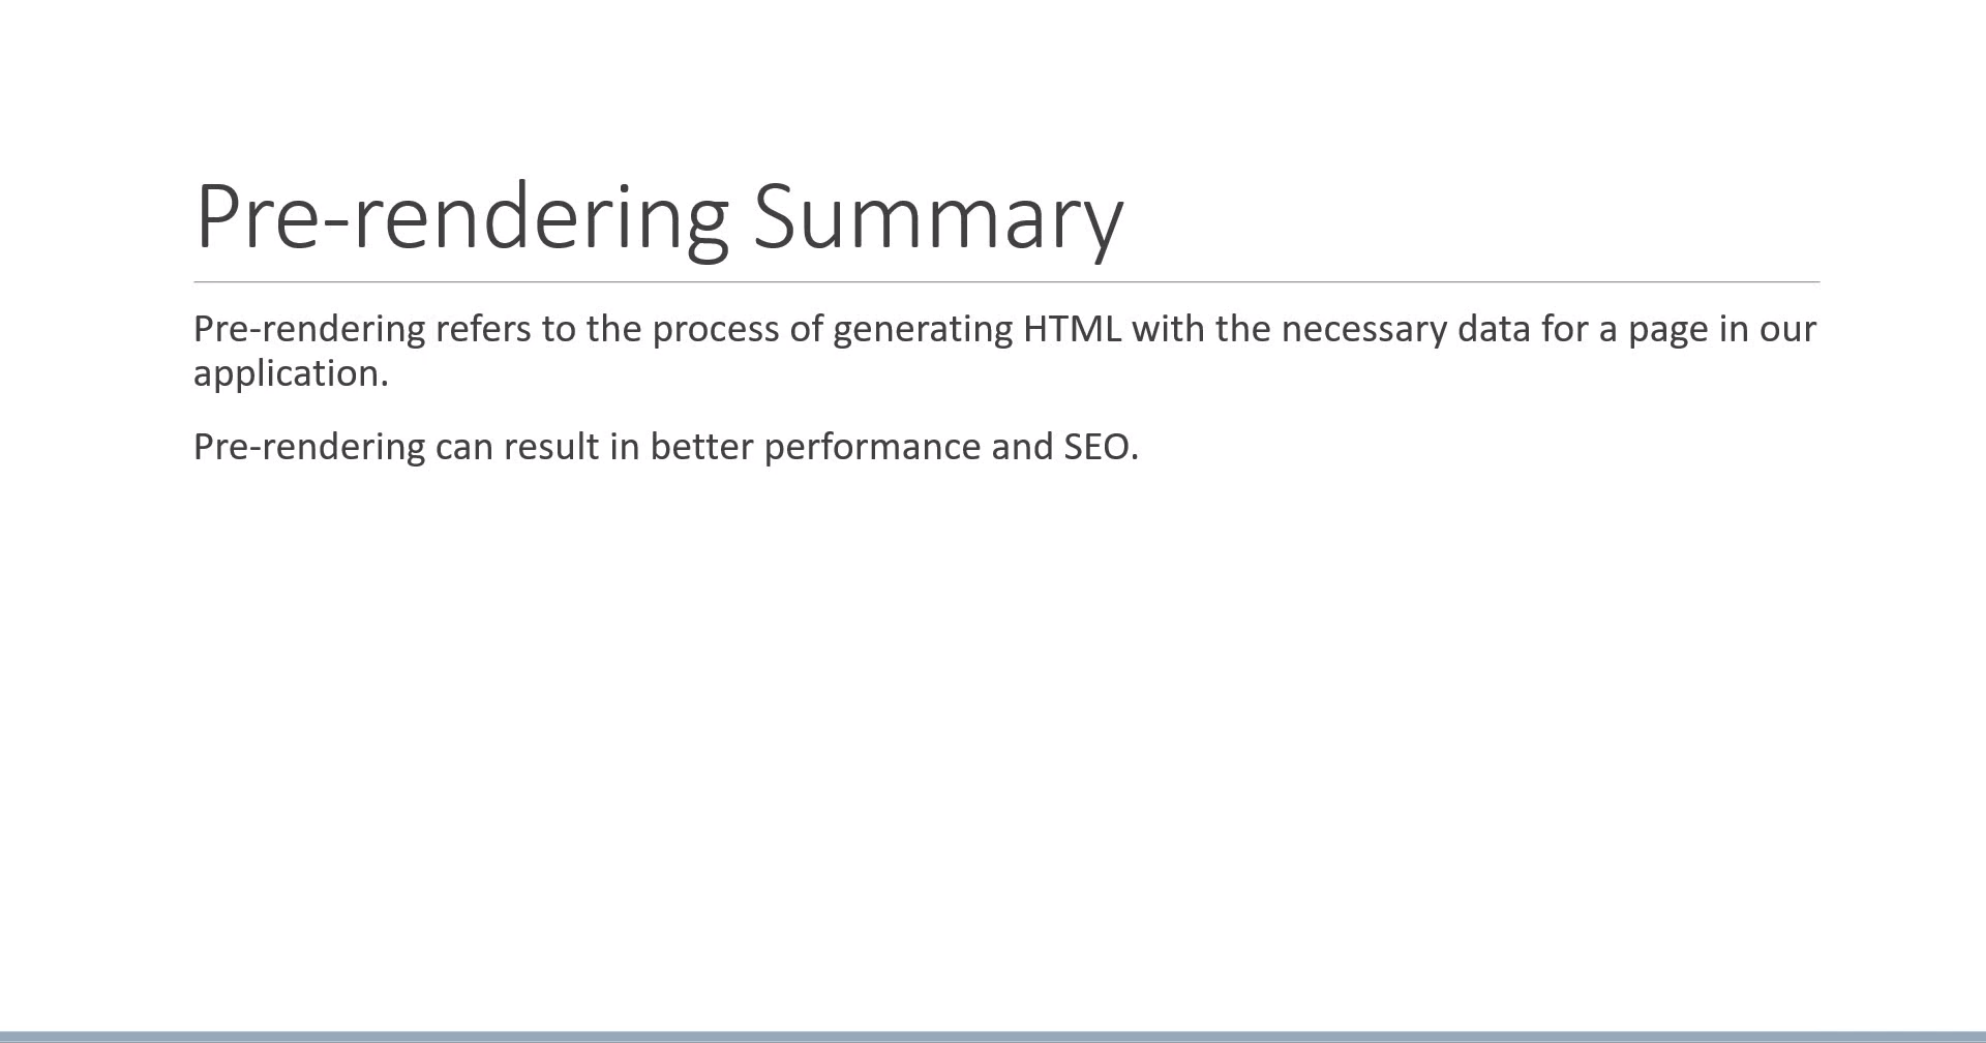 Pre-rendering Summary
Pre-rendering refers to the process of generating HTML with the necessary data for a page in our
application.
Pre-rendering can result in better performance and SEO.